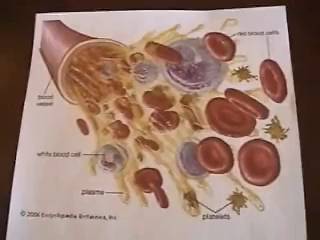 red blood cells
blood
vessel
white blood cell
plasma
platelets
© 2006 Encyclopædia Britannica, Inc.